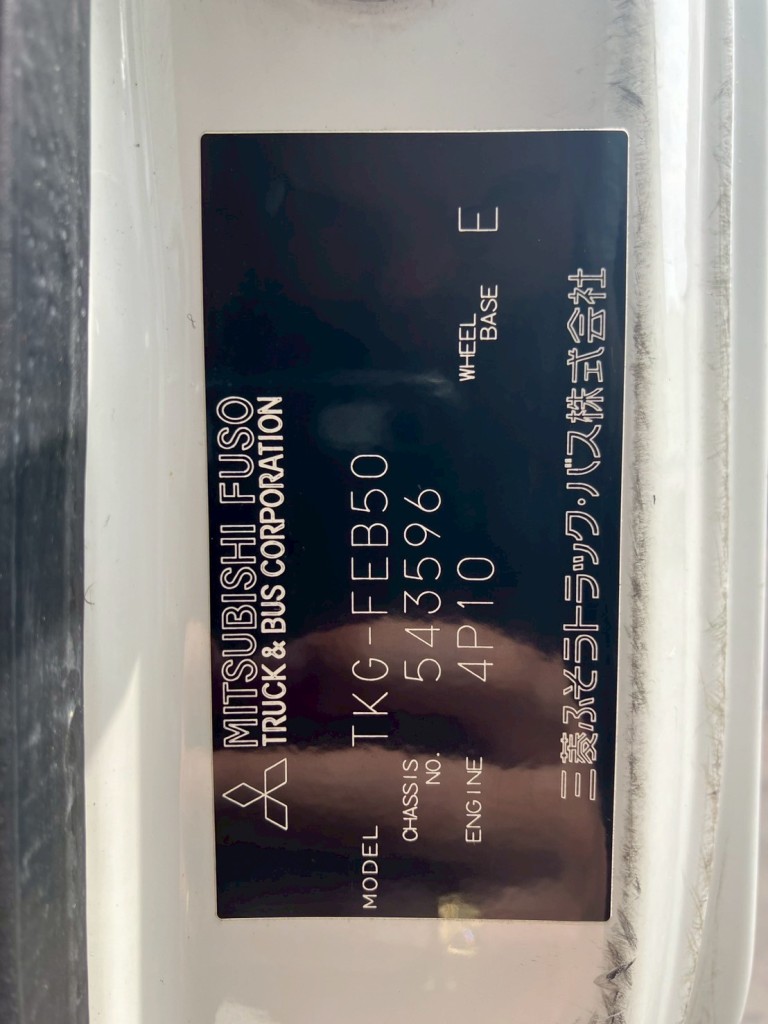 MITSUBISHI FUSO
TRUCK & BUS CORPORATION
MODEL TKG-FEB50
CHASSIS NO. 543596
ENGINE 4P10 WHEEL BASE E
三菱ふそうトラック・バス株式会社